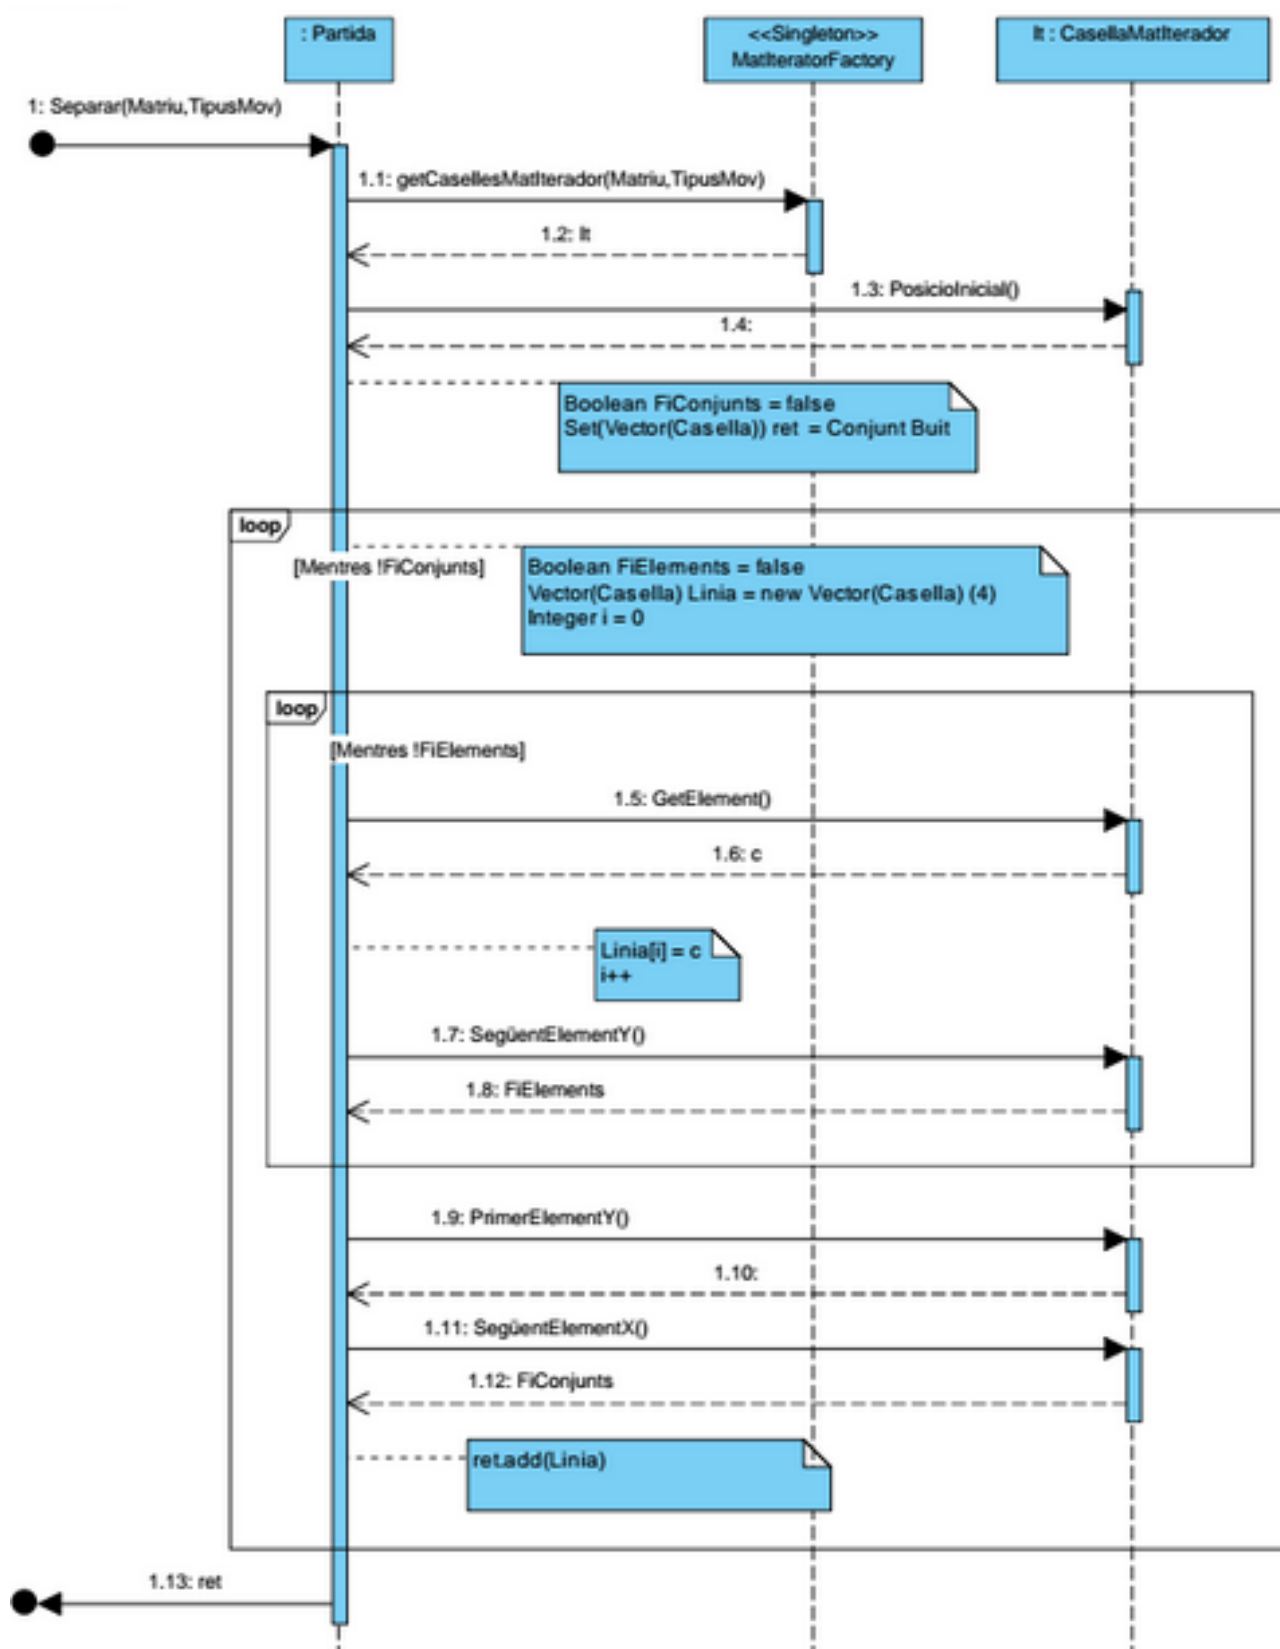 : Partida
<<Singleton>>
MatIteratorFactory
It : CasellaMatIterador
1: Separar(Matriu,TipusMov)
1.1: getCasellesMatIterador(Matriu,TipusMov)
1.2: It
1.3: PosicioInicial()
1.4:
Boolean FiConjunts = false
Set(Vector(Casella)) ret = Conjunt Buit
loop
[Mentres !FiConjunts]
Boolean FiElements = false
Vector(Casella) Linia = new Vector(Casella) (4)
Integer i = 0
loop
[Mentres !FiElements]
1.5: GetElement()
1.6: c
Linia[i] = c
i++
1.7: SegüentElementY()
1.8: FiElements
1.9: PrimerElementY()
1.10:
1.11: SegüentElementX()
1.12: FiConjunts
ret.add(Linia)
1.13: ret